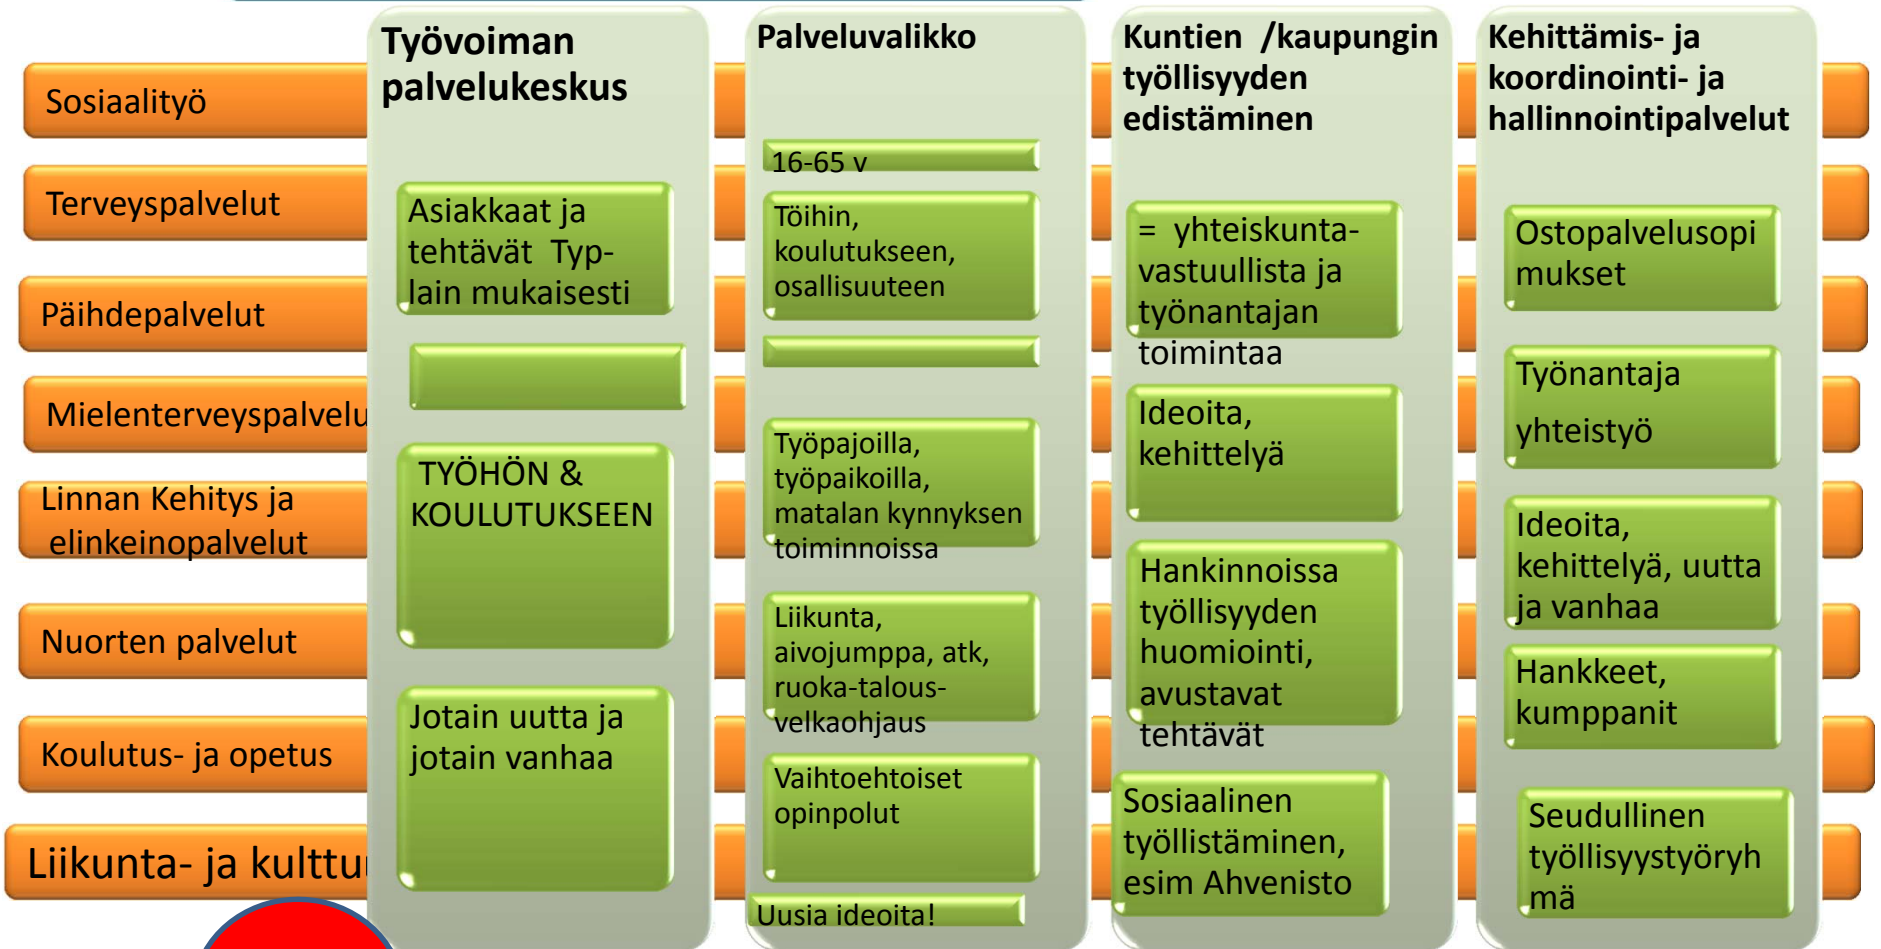 Sosiaalityö
Terveyspalvelut
Päihdepalvelut
Mielenterveyspalvelu
Linnan Kehitys ja
elinkeinopalvelut
Nuorten palvelut
Koulutus- ja opetus
Liikunta- ja
Työvoiman
palvelukeskus
Asiakkaat ja
tehtävät Typ-
lain mukaisesti
TYÖHÖN &
KOULUTUKSEEN
Jotain uutta ja
jotain vanhaa
Palveluvalikko
16-65 v
Töihin,
koulutukseen,
osallisuuteen
Työpajoilla,
työpaikoilla,
matalan kynnyksen
toiminnoissa
Liikunta,
aivojumppa, atk,
ruoka-talous-
velkaohjaus
Vaihtoehtoiset
opinpolut
Uusia ideoita!
Kuntien /kaupungin
työllisyyden
edistäminen
= yhteiskunta-
vastuullista ja
työnantajan
toimintaa
Ideoita,
kehittelyä
Hankinnoissa
työllisyyden
huomiointi,
avustavat
tehtävät
Sosiaalinen
työllistäminen,
esim Ahvenisto
Kehittämis- ja
koordinointi- ja
hallinnointipalvelut
Ostopalvelusopi
mukset
Työnantaja
yhteistyö
Ideoita,
kehittelyä, uutta
ja vanhaa
Hankkeet,
kumppanit
Seudullinen
työllisyystyöryh
mä